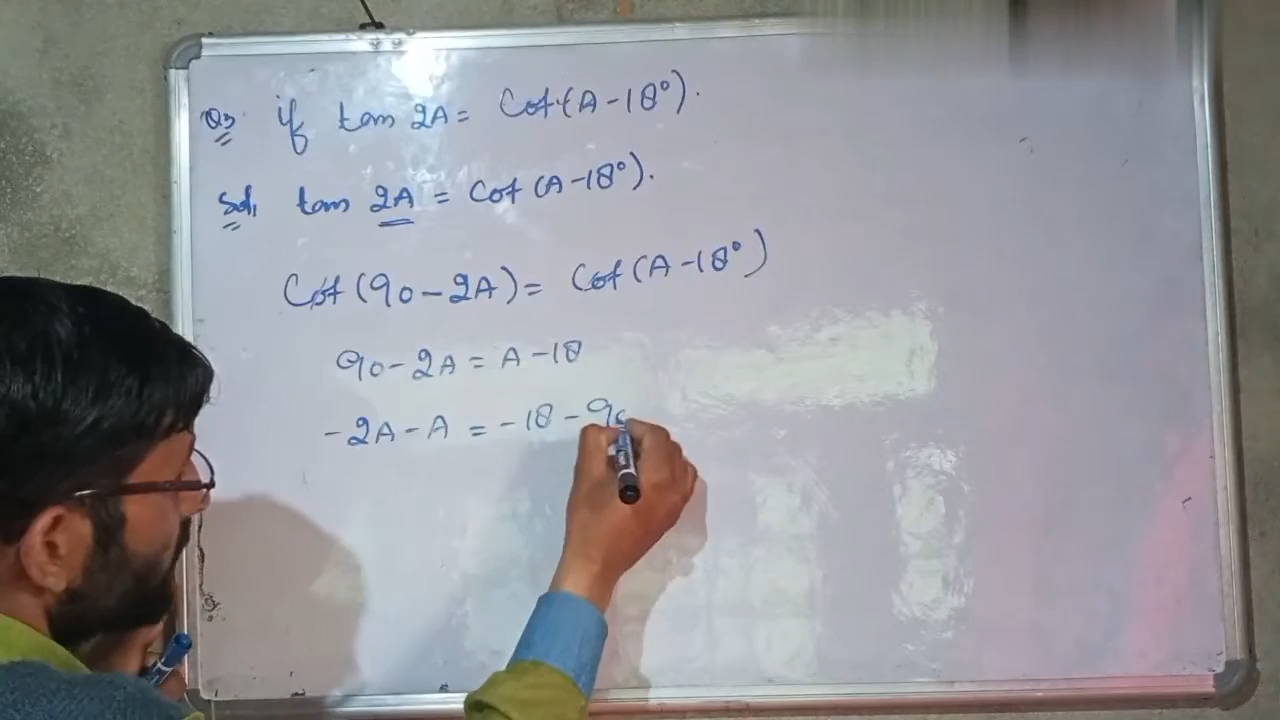 Q3 if tan 2A = Cot (A-18°).
Sol, tan 2A = Cot (A-18°).
Cot (90-2A) = Cot (A-18°)
90-2A = A-18
-2A-A = -18-90